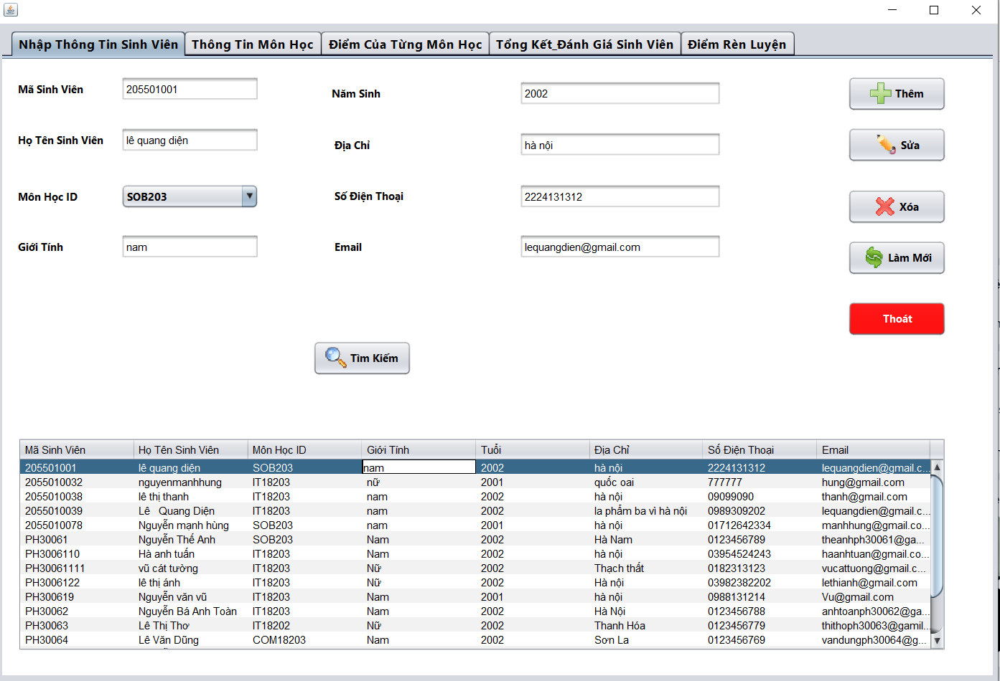 Nhập Thông Tin Sinh Viên Thông Tin Môn Học Điểm Của Từng Môn Học Tổng Kết_Đánh Giá Sinh Viên Điểm Rèn Luyện
Mã Sinh Viên 205501001 Năm Sinh 2002 Thêm
Họ Tên Sinh Viên lê quang diện Địa Chỉ hà nội Sửa
Môn Học ID SOB203 Số Điện Thoại 2224131312 Xóa
Giới Tính nam Email lequangdien@gmail.com Làm Mới
Thoát
Tìm Kiếm
Mã Sinh Viên Họ Tên Sinh Viên Môn Học ID Giới Tính Tuổi Địa Chỉ Số Điện Thoại Email
205501001 lê quang diện SOB203 nam 2002 hà nội 2224131312 lequangdien@gmail.c...
2055010032 nguyenmanhhung IT18203 nữ 2001 quốc oai 777777 hung@gmail.com
2055010038 lê thị thanh IT18203 nam 2002 hà nội 09099090 thanh@gmail.com
2055010039 Lê Quang Diện IT18203 nam 2002 la phẩm ba vì hà nội 0989309202 lequangdien@gmail.c...
2055010078 Nguyễn mạnh hùng SOB203 nam 2001 hà nội 01712642334 manhhung@gmail.co...
PH30061 Nguyễn Thế Anh SOB203 Nam 2002 Hà Nam 0123456789 theanhph30061@ga...
PH3006110 Hà anh tuấn IT18203 Nam 2002 hà nội 03954524243 haanhtuan@gmail.co...
PH30061111 vũ cát tường IT18203 Nữ 2002 Thạch thất 0182313123 vucattuong@gmail.c...
PH3006122 lê thị ánh IT18203 Nữ 2002 Hà nội 03982382202 lethianh@gmail.com
PH300619 Nguyễn văn vũ IT18203 Nam 2001 hà nội 0988131214 Vu@gmail.com
PH30062 Nguyễn Bá Anh Toàn IT18203 Nam 2002 Hà Nội 0123456788 anhtoanph30062@ga...
PH30063 Lê Thị Thơ IT18202 Nữ 2002 Thanh Hóa 0123456779 thithoph30063@gamil...
PH30064 Lê Văn Dũng COM18203 Nam 2002 Sơn La 0123456769 vandungph30064@g...